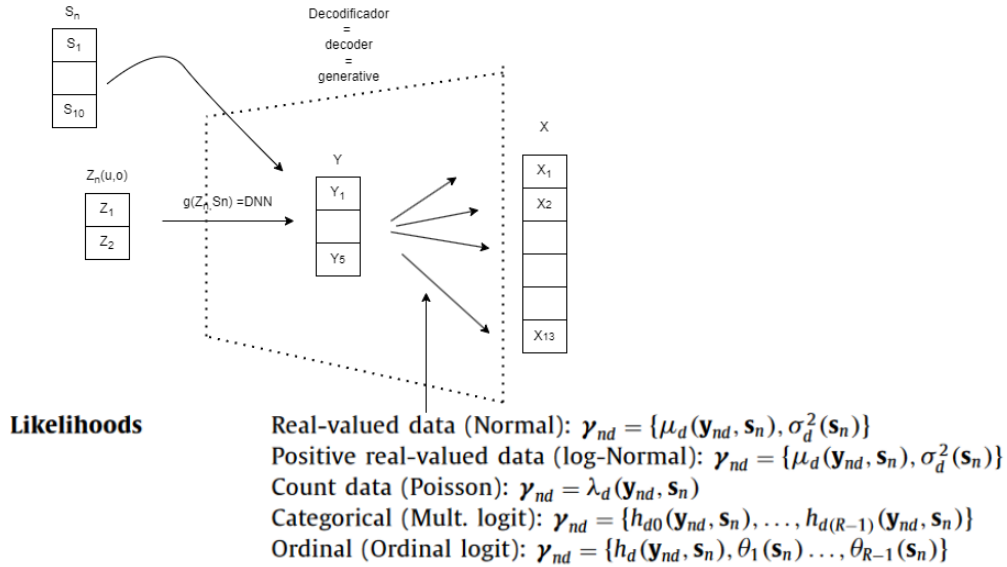 Sn
S1
S10
Decodificador
=
decoder
=
generative
Zn(u,o)
Z1
Z2
g(Zn,Sn) =DNN
Y
Y1
Y5
X
X1
X2
X13
Likelihoods
Real-valued data (Normal): γnd = {μd(ynd, sn), σ²d(sn)}
Positive real-valued data (log-Normal): γnd = {μd(ynd, sn), σ²d(sn)}
Count data (Poisson): γnd = λd(ynd, sn)
Categorical (Mult. logit): γnd = {hd0(ynd, sn), . . . , hd(R−1)(ynd, sn)}
Ordinal (Ordinal logit): γnd = {hd(ynd, sn), θ1(sn) . . . , θR−1(sn)}